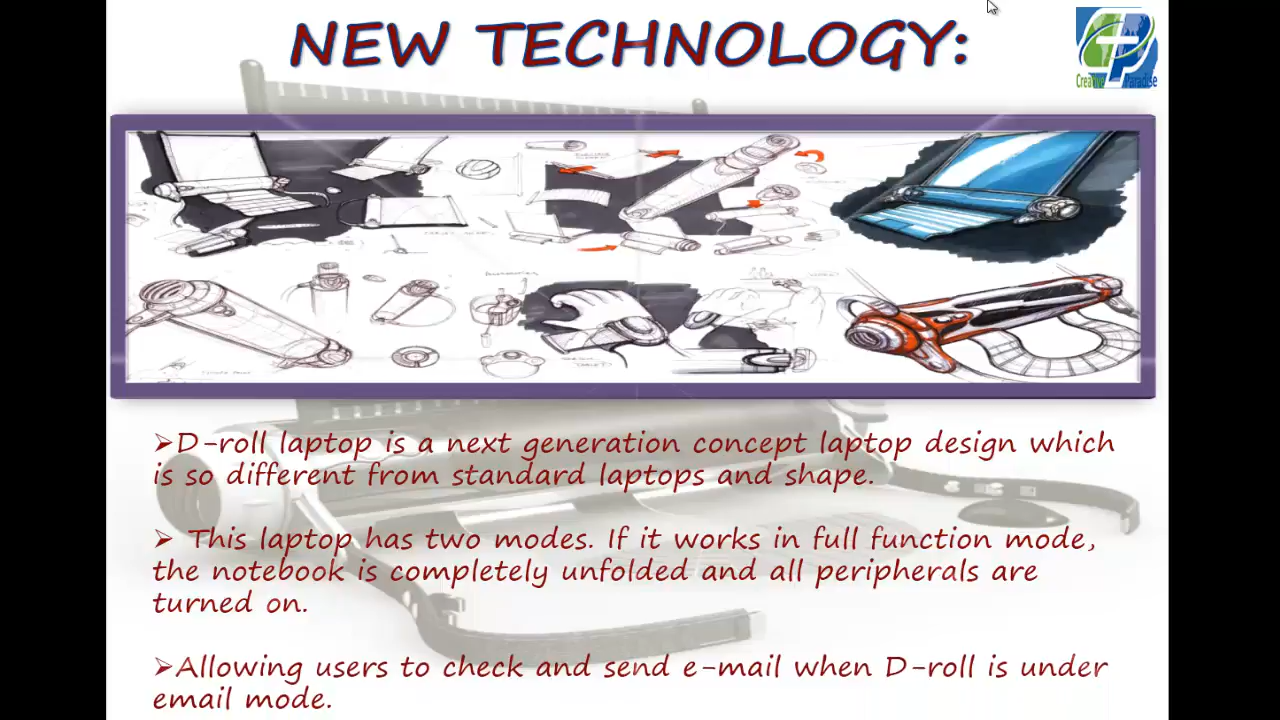 NEW TECHNOLOGY:
Creative Paradise
➢D-roll laptop is a next generation concept laptop design which
is so different from standard laptops and shape.
➢ This laptop has two modes. If it works in full function mode,
the notebook is completely unfolded and all peripherals are
turned on.
➢Allowing users to check and send e-mail when D-roll is under
email mode.